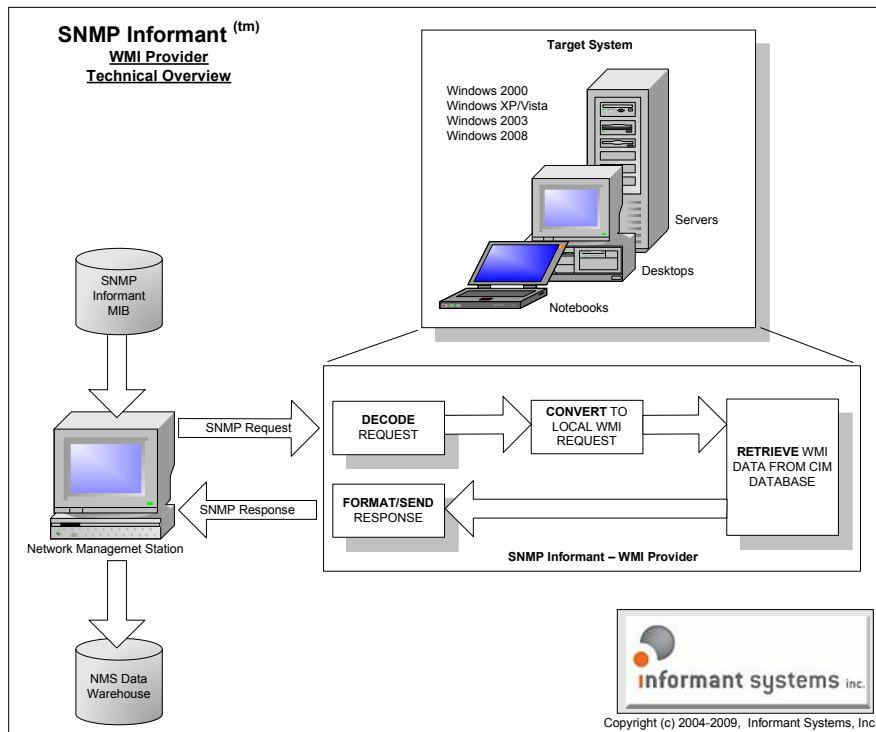 SNMP Informant (tm)
WMI Provider
Technical Overview
Target System
Windows 2000
Windows XP/Vista
Windows 2003
Windows 2008
Servers
Desktops
Notebooks
SNMP
Informant
MIB
SNMP Request
DECODE
REQUEST
CONVERT TO
LOCAL WMI
REQUEST
RETRIEVE WMI
DATA FROM CIM
DATABASE
SNMP Response
FORMAT/SEND
RESPONSE
Network Managemet Station
SNMP Informant – WMI Provider
NMS Data
Warehouse
informant systems inc.
Copyright (c) 2004-2009, Informant Systems, Inc.